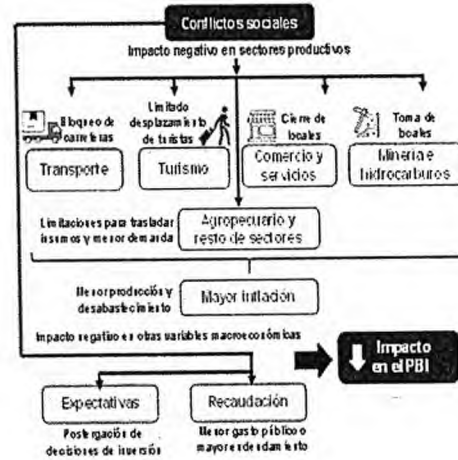 Conflictos sociales
Impacto negativo en sectores productivos
Bloqueo de
carreteras
Transporte
Limitado
desplazamiento
de turistas
Turismo
Cierre de
locales
Comercio y
servicios
Toma de
locales
Minería e
hidrocarburos
Limitaciones para trasladar
insumos y menor demanda
Agropecuario y
resto de sectores
Menor producción y
desabastecimiento
Mayor inflación
Impacto negativo en otras variables macroeconómicas
Impacto
en el PBI
Expectativas
Postergación de
decisiones de inversión
Recaudación
Menor gasto público o
mayor endeudamiento